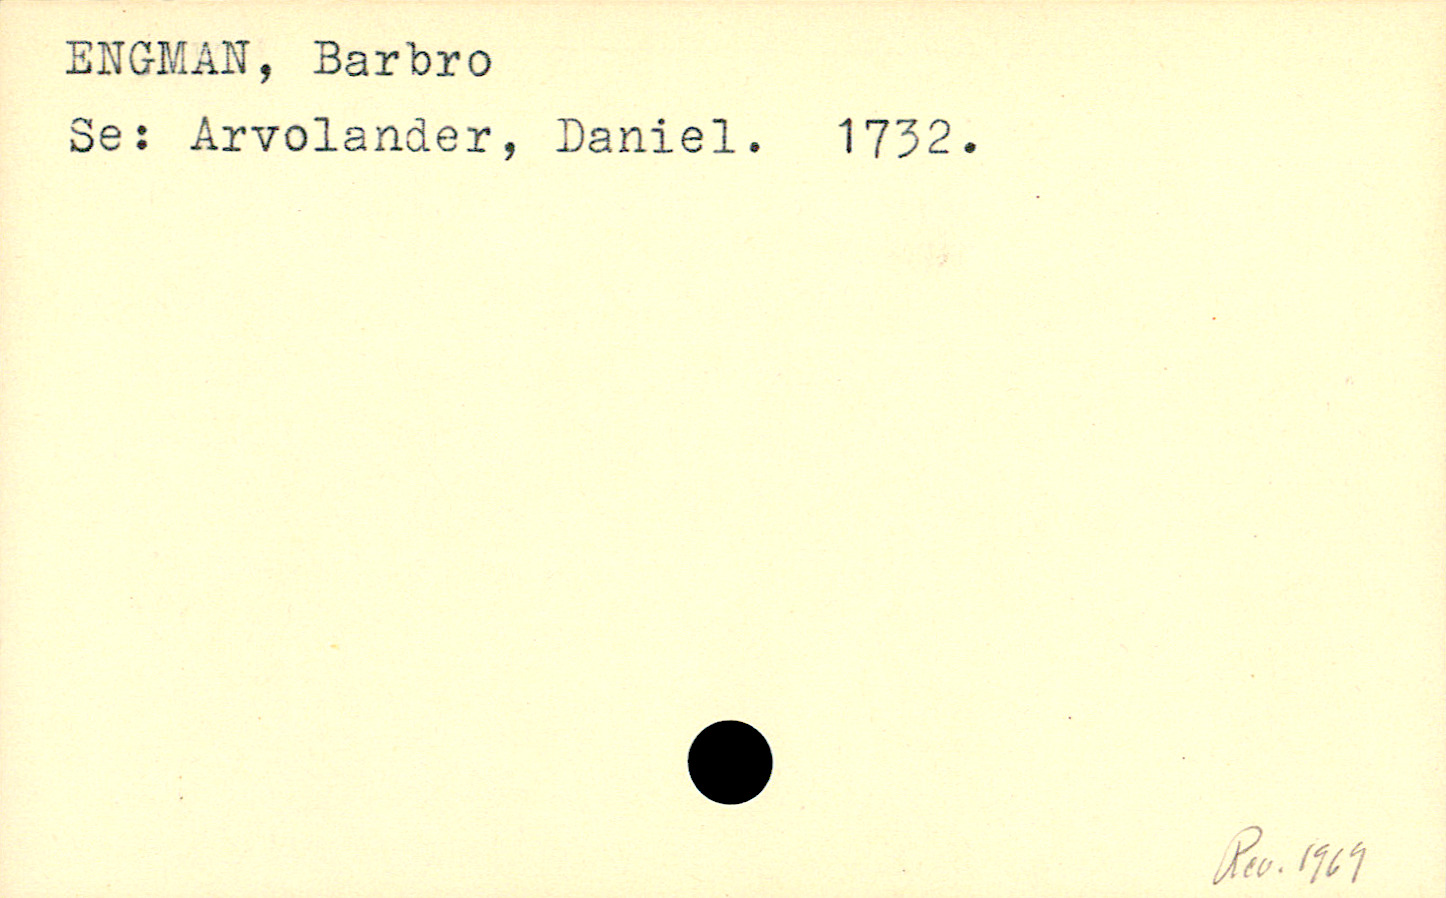 ENGMAN, Barbro
Se: Arvolander, Daniel. 1732.
Rev. 1969